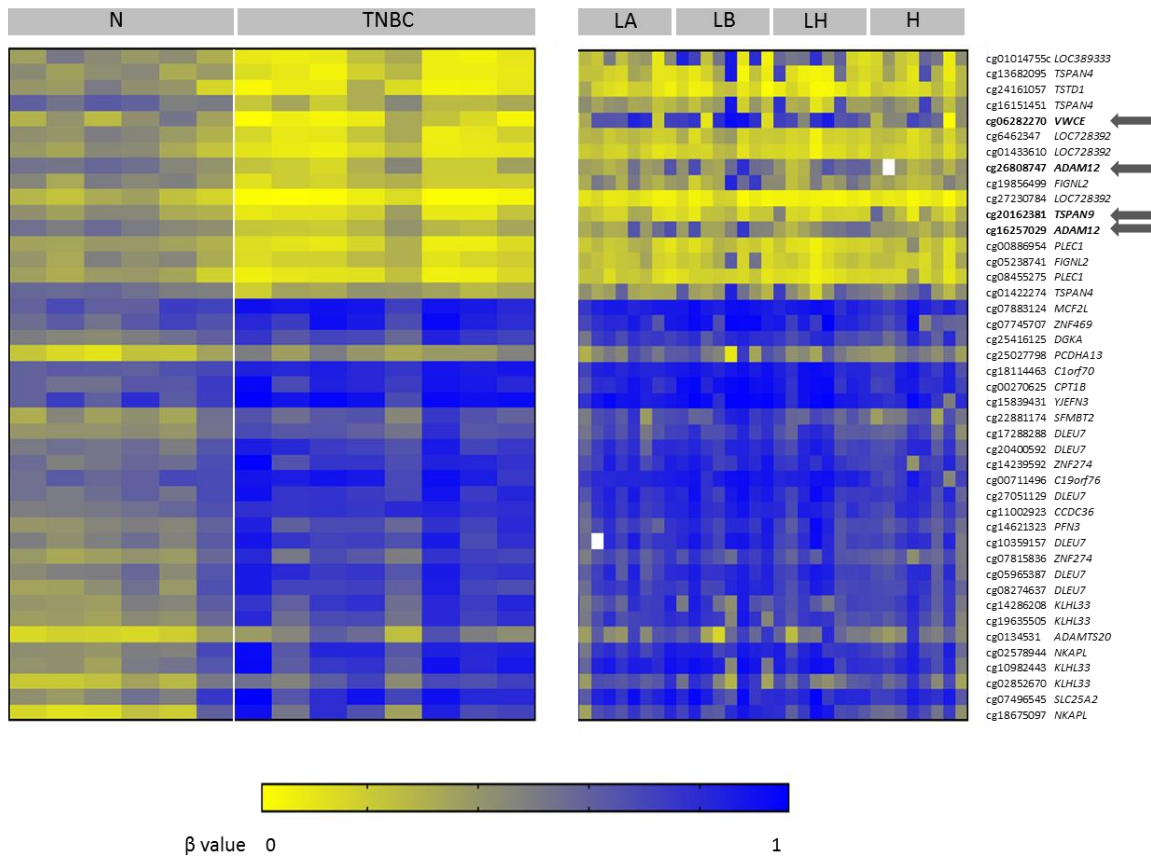 N TNBC LA LB LH H
cg01014755c LOC389333
cg13682095 TSPAN4
cg24161057 TSTD1
cg16151451 TSPAN4
cg06282270 VWCE
cg6462347 LOC728392
cg01433610 LOC728392
cg26808747 ADAM12
cg19856499 FIGNL2
cg27230784 LOC728392
cg20162381 TSPAN9
cg16257029 ADAM12
cg00886954 PLEC1
cg05238741 FIGNL2
cg08455275 PLEC1
cg01422274 TSPAN4
cg07883124 MCF2L
cg07745707 ZNF469
cg25416125 DGKA
cg25027798 PCDHA13
cg18114463 C1orf70
cg00270625 CPT1B
cg15839431 YJEFN3
cg22881174 SFMBT2
cg17288288 DLEU7
cg20400592 DLEU7
cg14239592 ZNF274
cg00711496 C19orf76
cg27051129 DLEU7
cg11002923 CCDC36
cg14621323 PFN3
cg10359157 DLEU7
cg07815836 ZNF274
cg05965387 DLEU7
cg08274637 DLEU7
cg14286208 KLHL33
cg19635505 KLHL33
cg0134531 ADAMTS20
cg02578944 NKAPL
cg10982443 KLHL33
cg02852670 KLHL33
cg07496545 SLC25A2
cg18675097 NKAPL
β value 0 1